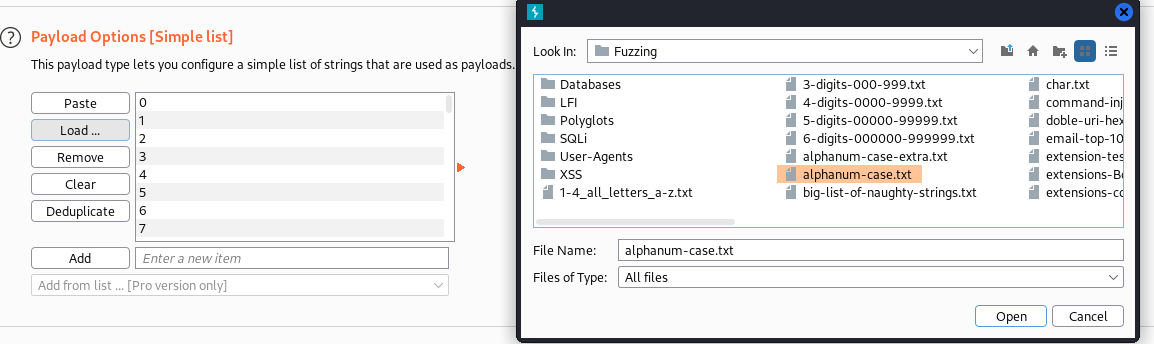 ?
Payload Options [Simple list]
This payload type lets you configure a simple list of strings that are used as payloads.
Paste
Load ...
Remove
Clear
Deduplicate
0
1
2
3
4
5
6
7
Add
Enter a new item
Add from list ... [Pro version only]
Look In:
Fuzzing
Databases
LFI
Polyglots
SQLi
User-Agents
XSS
1-4_all_letters_a-z.txt
3-digits-000-999.txt
4-digits-0000-9999.txt
5-digits-00000-99999.txt
6-digits-000000-999999.txt
alphanum-case-extra.txt
alphanum-case.txt
big-list-of-naughty-strings.txt
char.txt
command-inj
doble-uri-hex
email-top-10
extension-tes
extensions-Bo
extensions-co
File Name:
alphanum-case.txt
Files of Type:
All files
Open
Cancel